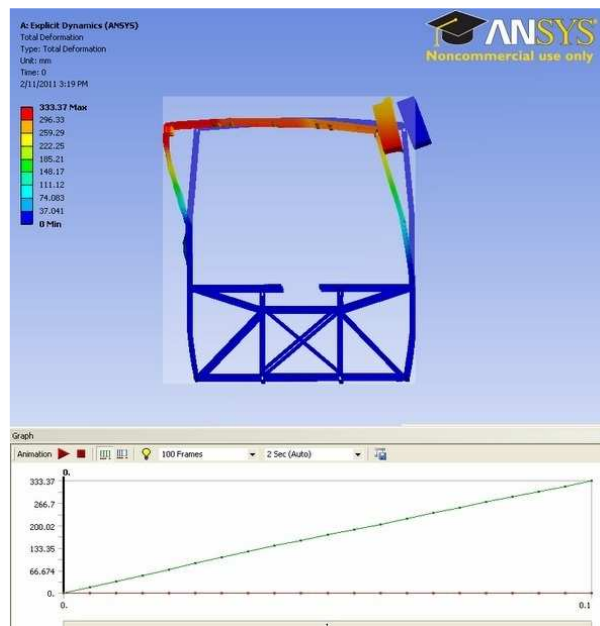 A: Explicit Dynamics (ANSYS)
Total Deformation
Type: Total Deformation
Unit: mm
Time: 0
2/11/2011 3:19 PM
ANSYS
Noncommercial use only
333.37 Max
296.33
259.29
222.25
185.21
148.17
111.12
74.083
37.041
0 Min
Graph
Animation 100 Frames 2 Sec (Auto)
0.
333.37
266.7
200.02
133.35
66.674
0.
0. 0.1